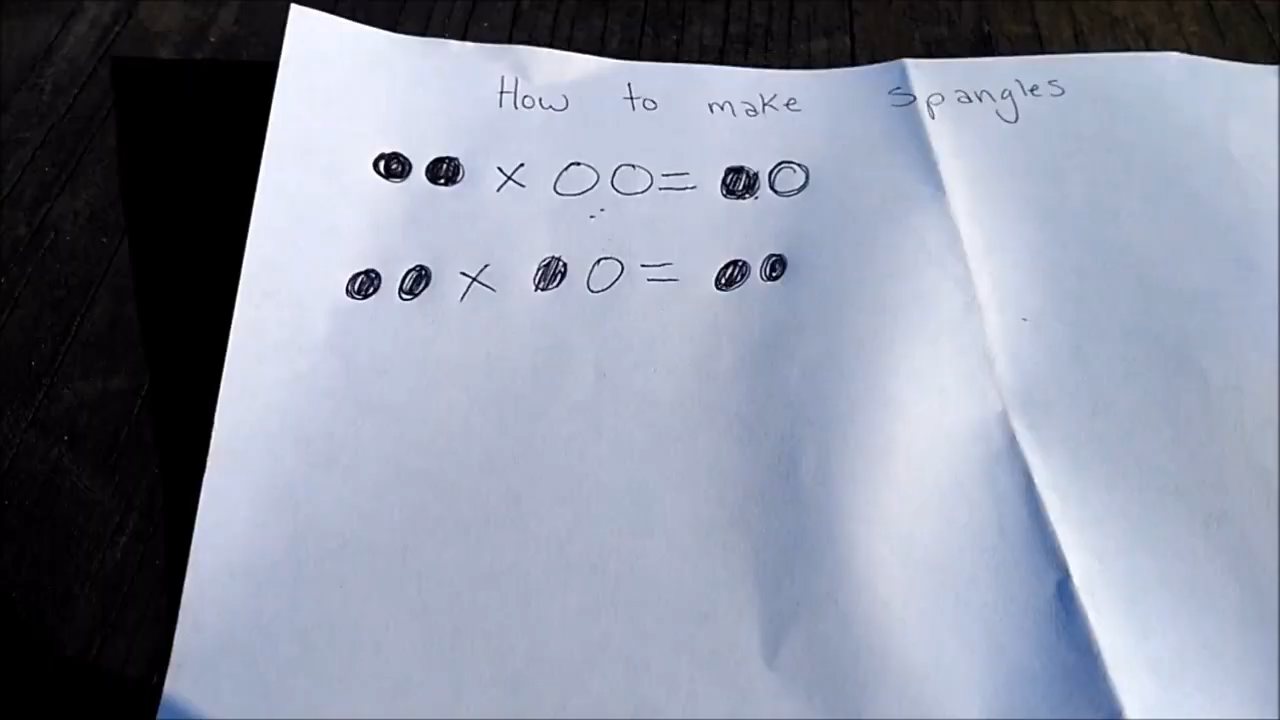 How to make Spangles
●● × ○○ = ●○
●● × ●○ = ●●